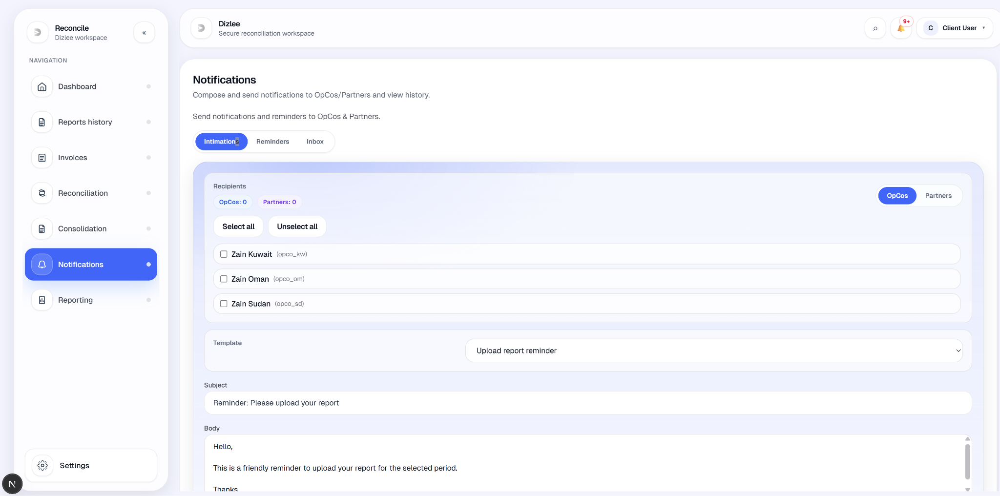 Reconcile
Dizlee workspace
«
NAVIGATION
Dashboard
Reports history
Invoices
Reconciliation
Consolidation
Notifications
Reporting
Settings
N
Dizlee
Secure reconciliation workspace
9+
C
Client User
Notifications
Compose and send notifications to OpCos/Partners and view history.
Send notifications and reminders to OpCos & Partners.
Intimations
Reminders
Inbox
Recipients
OpCos: 0
Partners: 0
OpCos
Partners
Select all
Unselect all
Zain Kuwait (opco_kw)
Zain Oman (opco_om)
Zain Sudan (opco_sd)
Template
Upload report reminder
Subject
Reminder: Please upload your report
Body
Hello,
This is a friendly reminder to upload your report for the selected period.
Thanks